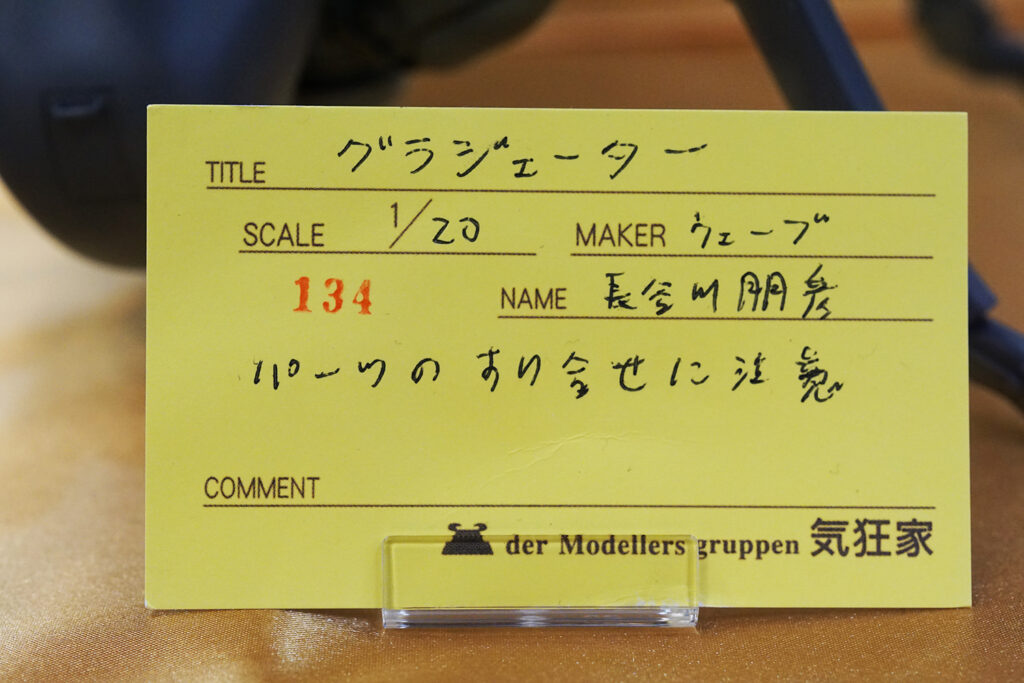 TITLE グラジェーター
SCALE 1/20 MAKER ウェーブ
134 NAME 長谷川朋彦
パーツのすり合せに注意
COMMENT
der Modellers gruppen 気狂家